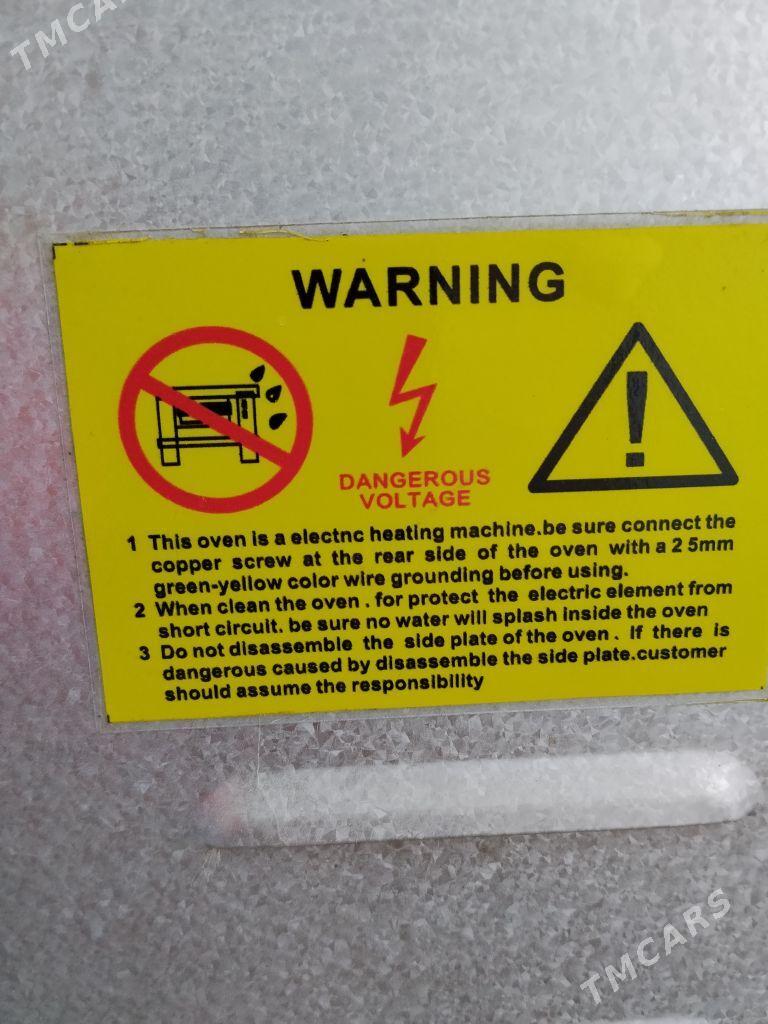 TMCARS
WARNING
DANGEROUS
VOLTAGE
1 This oven is a electnc heating machine.be sure connect the
copper screw at the rear side of the oven with a 2 5mm
green-yellow color wire grounding before using.
2 When clean the oven . for protect the electric element from
short circuit. be sure no water will splash inside the oven
3 Do not disassemble the side plate of the oven . If there is
dangerous caused by disassemble the side plate.customer
should assume the responsibility
TMCARS